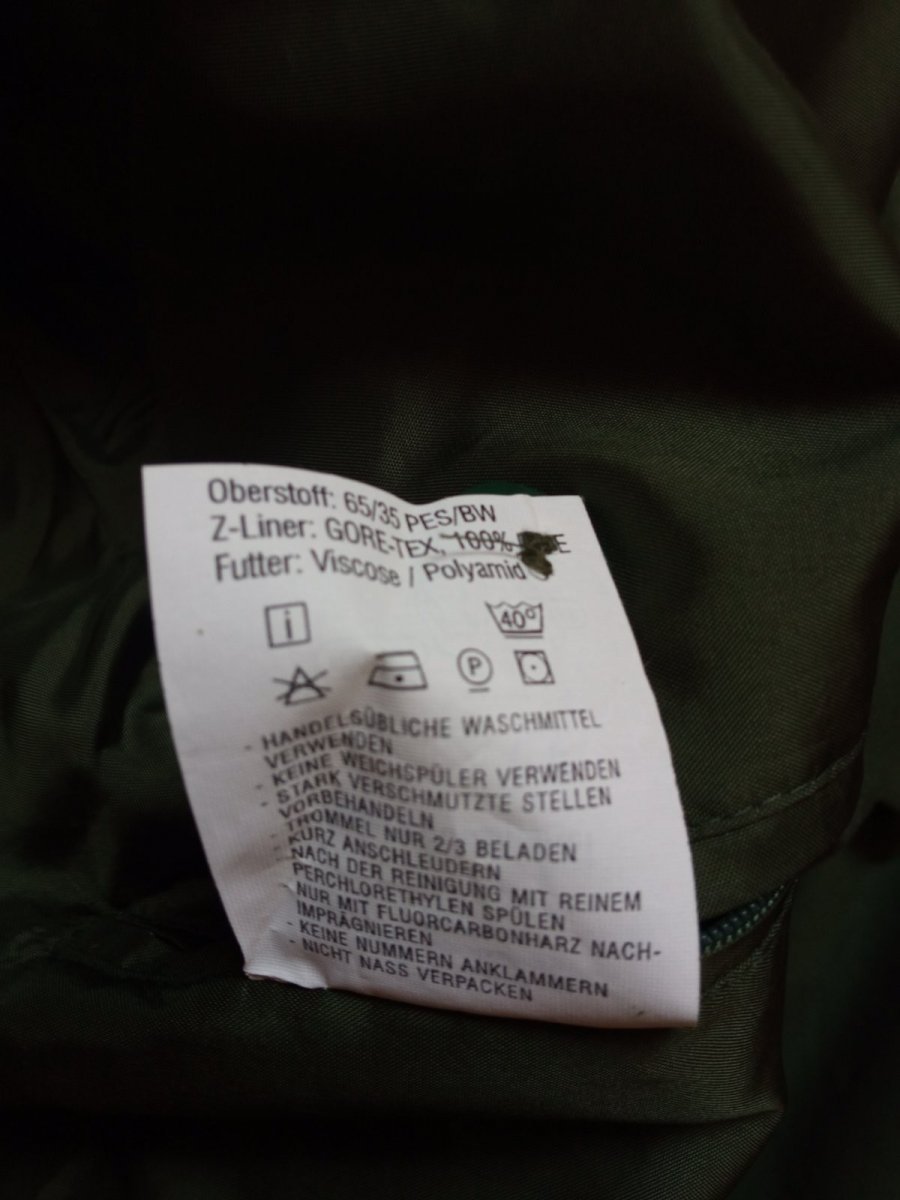 Oberstoff: 65/35 PES/BW
Z-Liner: GORE-TEX, 100%
Futter: Viscose / Polyamid
i
40°
P
- HANDELSÜBLICHE WASCHMITTEL
VERWENDEN
- KEINE WEICHSPÜLER VERWENDEN
- STARK VERSCHMUTZTE STELLEN
VORBEHANDELN
- TROMMEL NUR 2/3 BELADEN
- KURZ ANSCHLEUDERN
- NACH DER REINIGUNG MIT REINEM
PERCHLORETHYLEN SPÜLEN
- NUR MIT FLUORCARBONHARZ NACH-
IMPRÄGNIEREN
- KEINE NUMMERN ANKLAMMERN
- NICHT NASS VERPACKEN